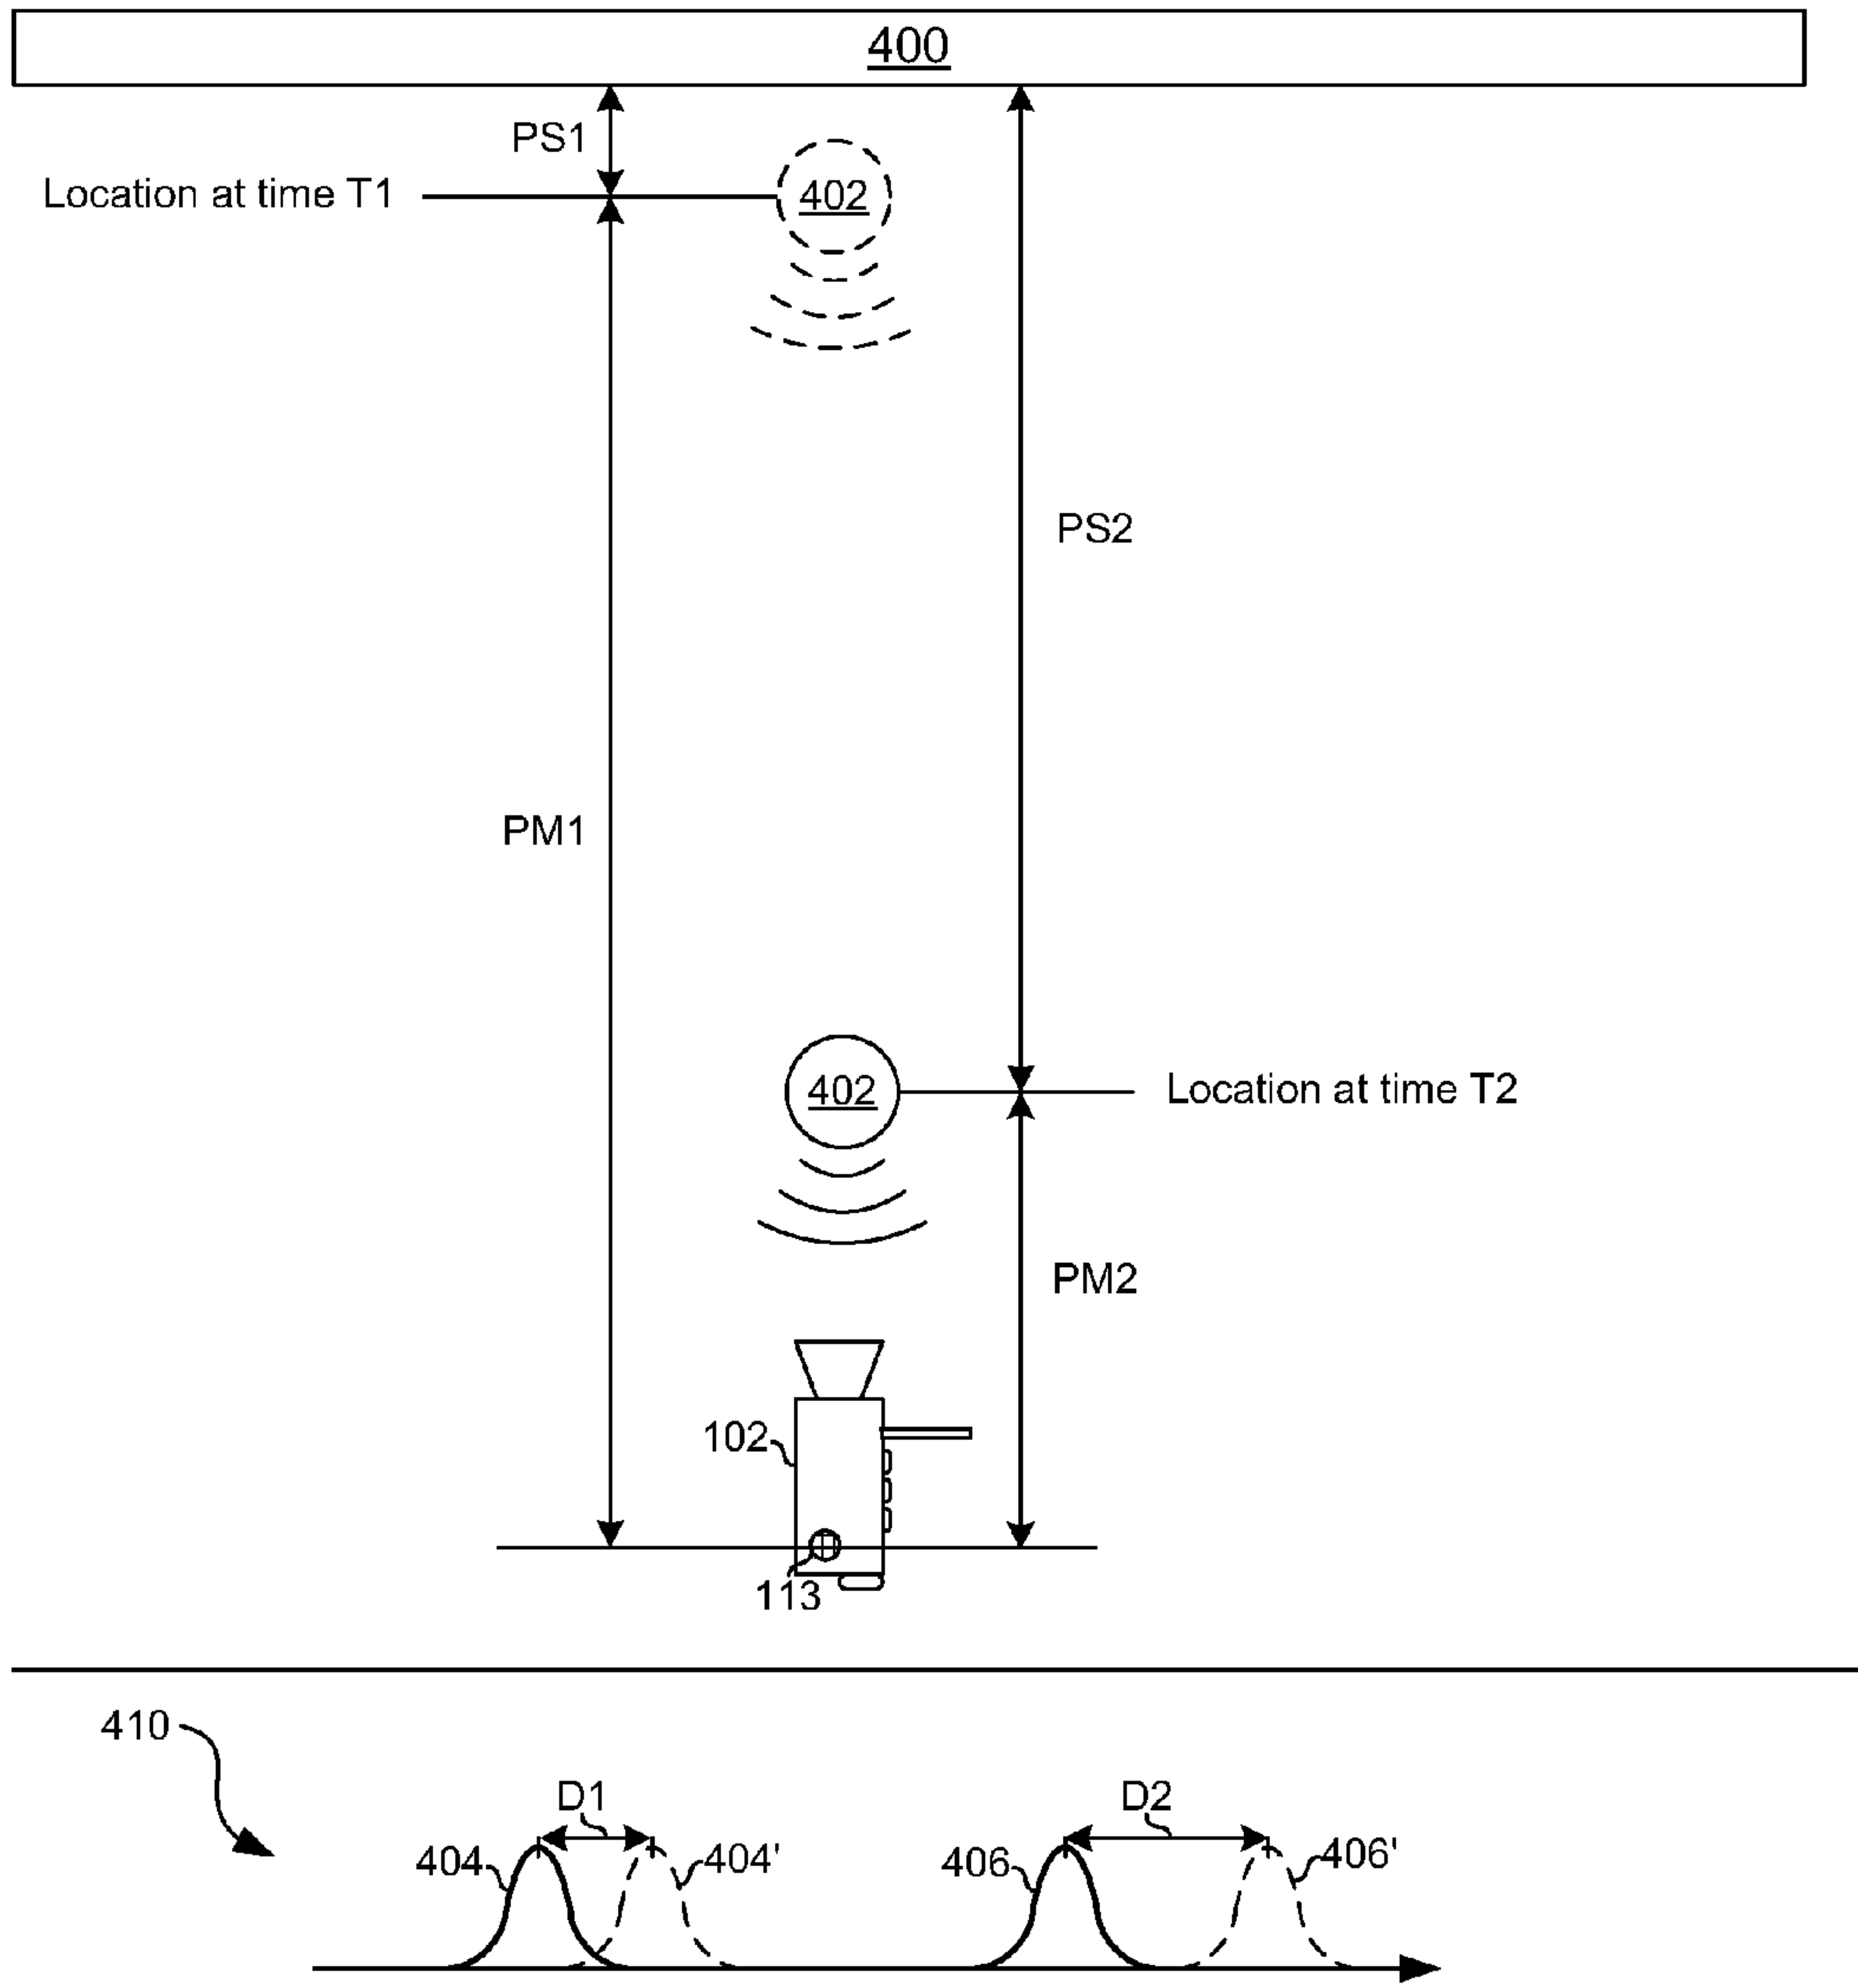 400
PS1
Location at time T1
402
PS2
PM1
402
Location at time T2
PM2
102
113
410
D1
D2
404
404'
406
406'